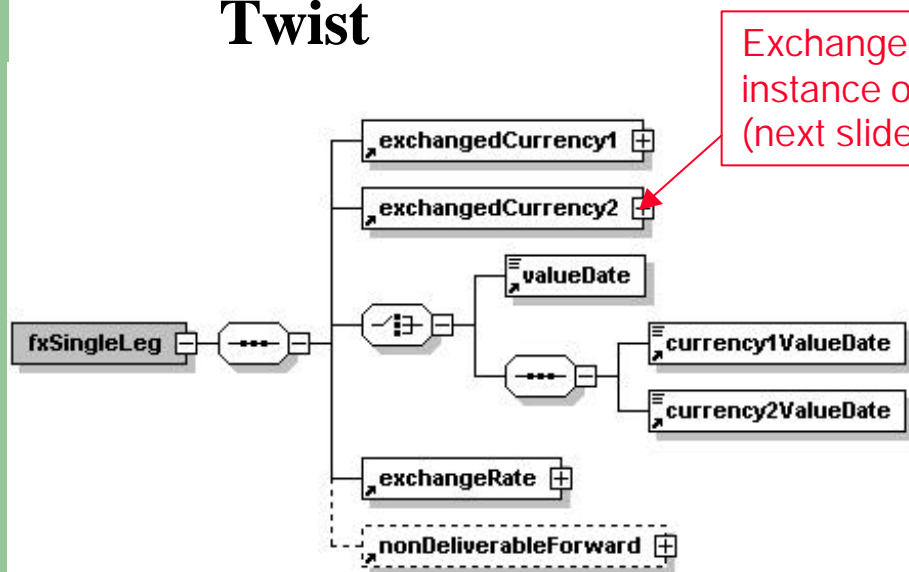 Twist
Exchange
instance o
(next slide
exchangedCurrency1
exchangedCurrency2
valueDate
fxSingleLeg
currency1ValueDate
currency2ValueDate
exchangeRate
nonDeliverableForward